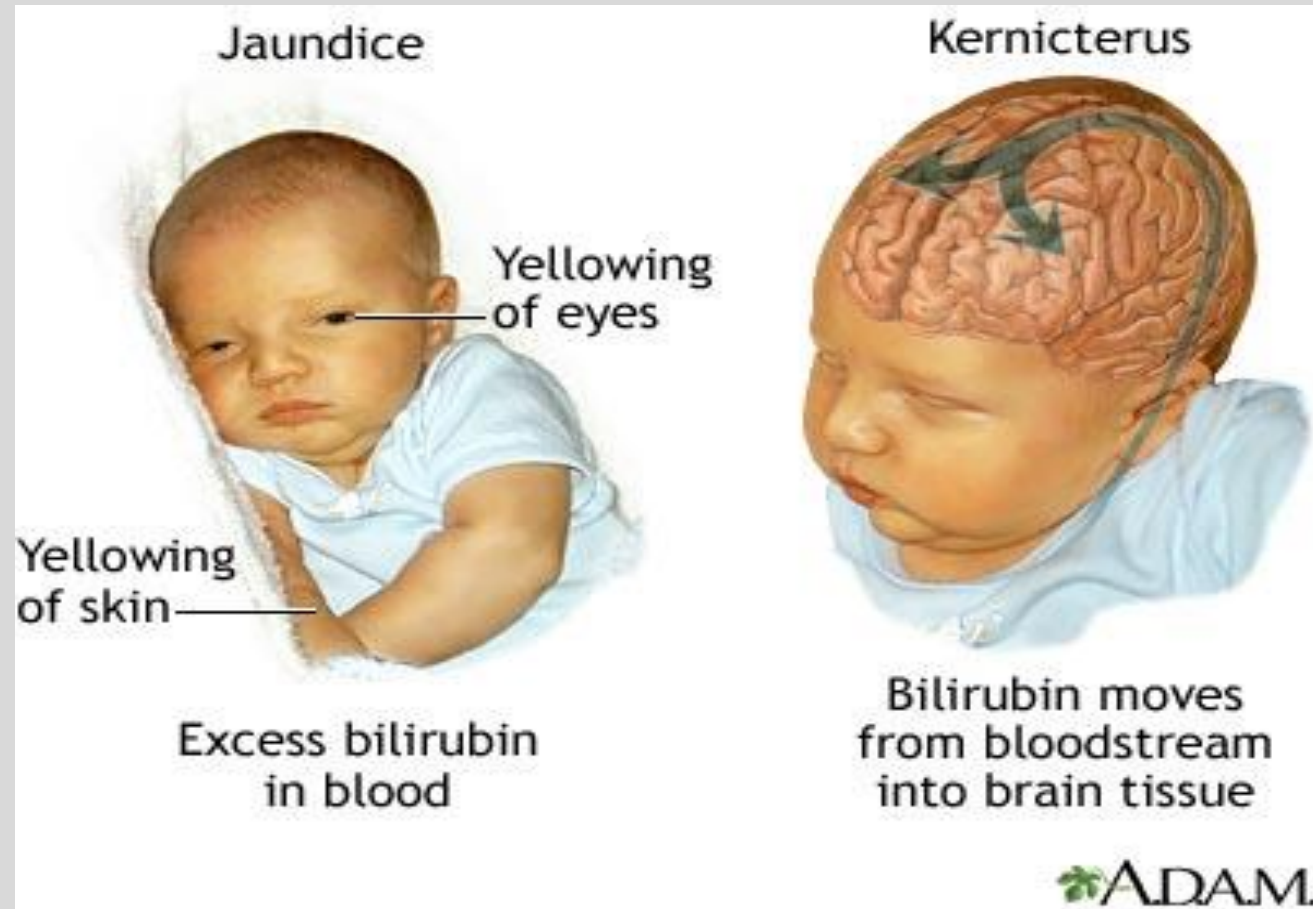 Jaundice
Yellowing
of eyes
Yellowing
of skin
Excess bilirubin
in blood
Kernicterus
Bilirubin moves
from bloodstream
into brain tissue
A.D.A.M.